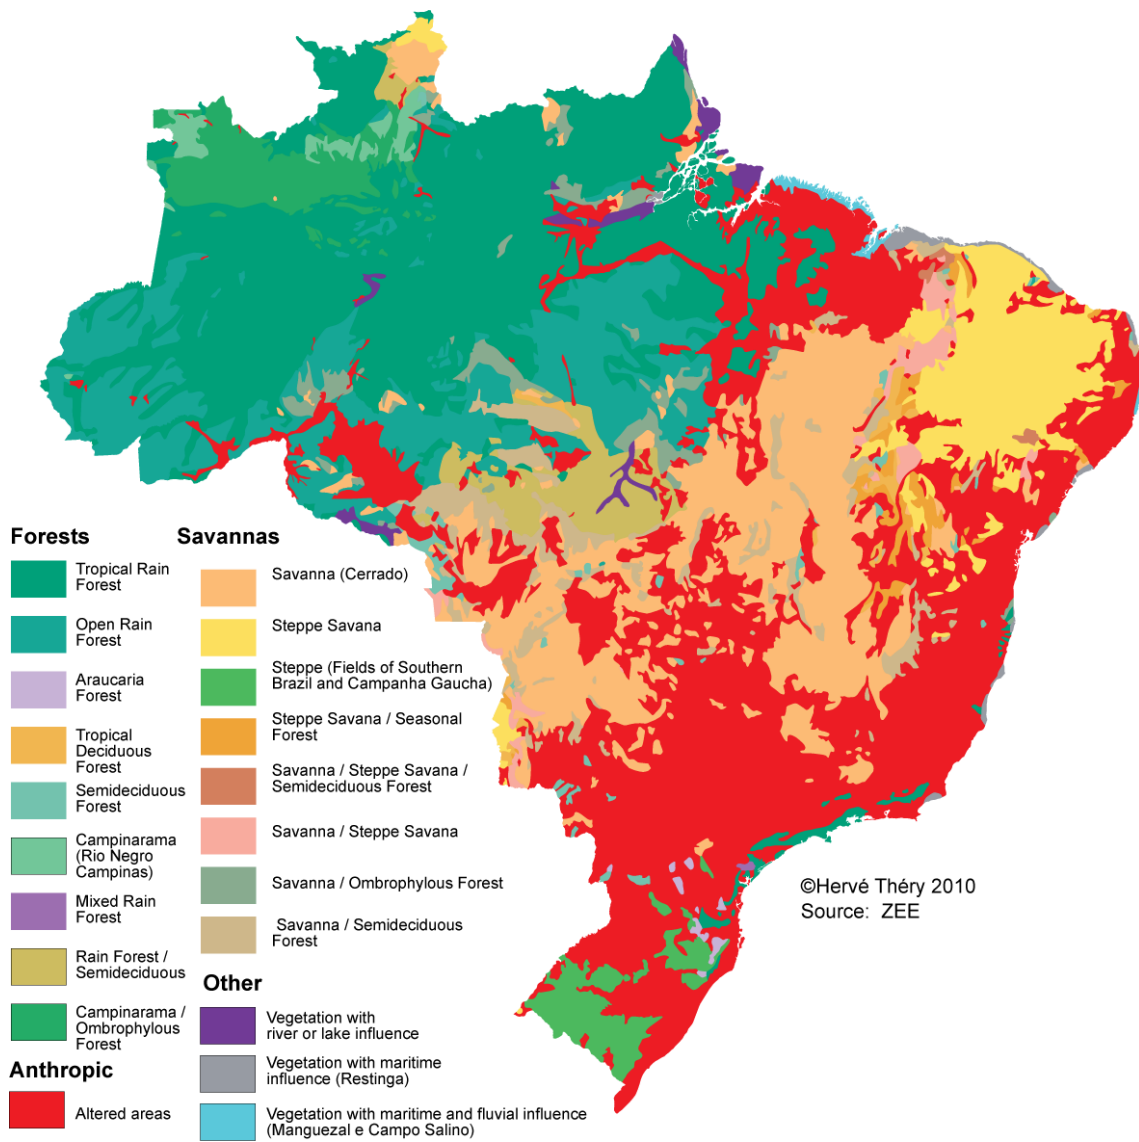 Forests
Tropical Rain
Forest
Open Rain
Forest
Araucaria
Forest
Tropical
Deciduous
Forest
Semideciduous
Forest
Campinarama
(Rio Negro
Campinas)
Mixed Rain
Forest
Rain Forest /
Semideciduous
Campinarama /
Ombrophylous
Forest
Anthropic
Altered areas
Savannas
Savanna (Cerrado)
Steppe Savana
Steppe (Fields of Southern
Brazil and Campanha Gaucha)
Steppe Savana / Seasonal
Forest
Savanna / Steppe Savana /
Semideciduous Forest
Savanna / Steppe Savana
Savanna / Ombrophylous Forest
Savanna / Semideciduous
Forest
Other
Vegetation with
river or lake influence
Vegetation with maritime
influence (Restinga)
Vegetation with maritime and fluvial influence
(Manguezal e Campo Salino)
©Hervé Théry 2010
Source: ZEE